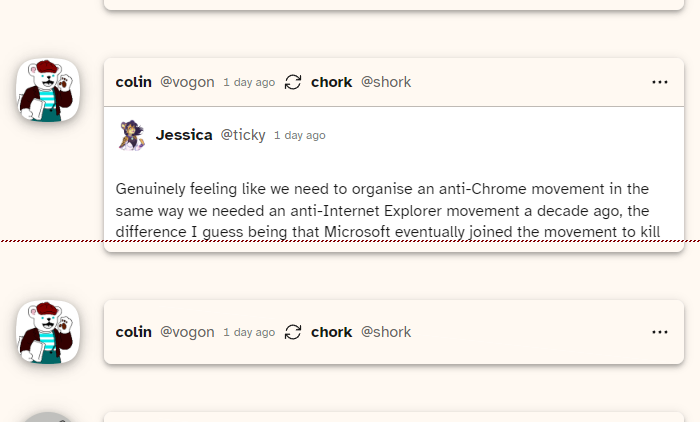 colin @vogon 1 day ago chork @shork
Jessica @ticky 1 day ago
Genuinely feeling like we need to organise an anti-Chrome movement in the
same way we needed an anti-Internet Explorer movement a decade ago, the
difference I guess being that Microsoft eventually joined the movement to kill
colin @vogon 1 day ago chork @shork